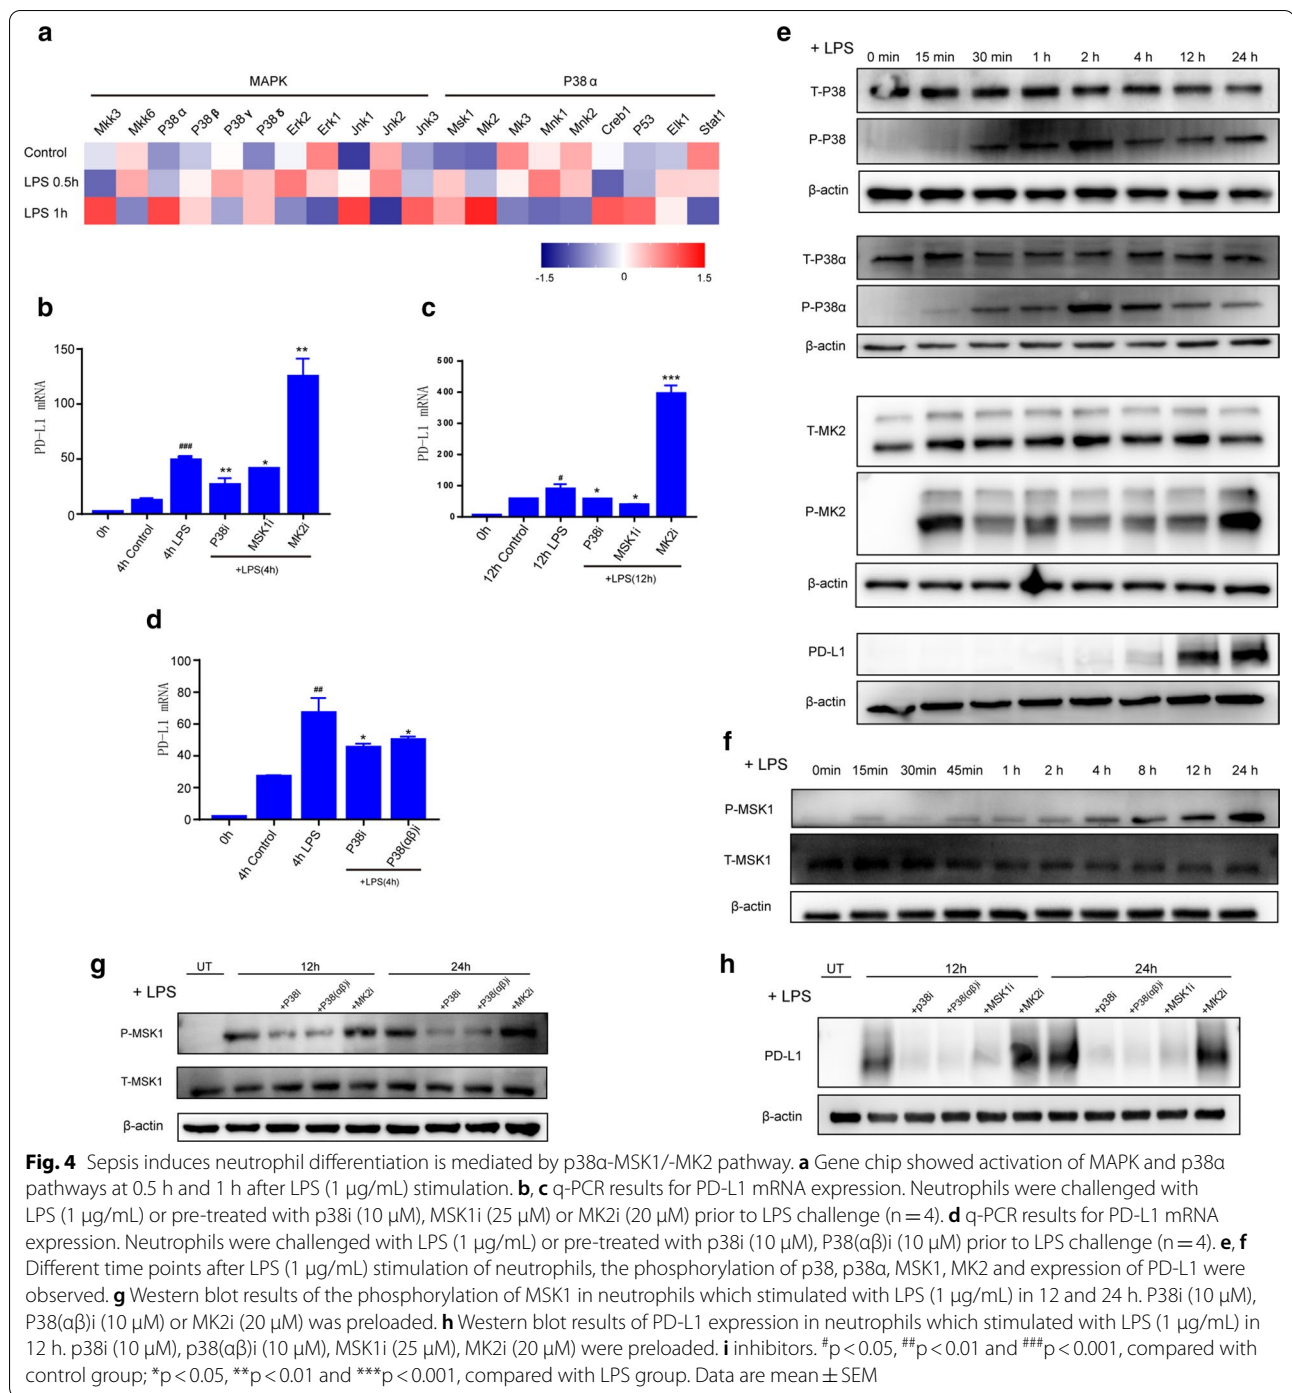 a
MAPK
P38 α
Mkk3 Mkk6 P38 α P38 β P38 γ P38 δ Erk2 Erk1 Jnk1 Jnk2 Jnk3 Msk1 Mk2 Mk3 Mnk1 Mnk2 Creb1 P53 Elk1 Stat1
Control
LPS 0.5h
LPS 1h
-1.5 0 1.5
b
PD-L1 mRNA
150
100
50
0
###
**
*
**
0h 4h Control 4h LPS P38i MSK1i MK2i
+LPS(4h)
c
PD-L1 mRNA
500
400
300
200
100
0
#
*
*
***
0h 12h Control 12h LPS P38i MSK1i MK2i
+LPS(12h)
d
PD-L1 mRNA
100
80
60
40
20
0
##
*
*
0h 4h Control 4h LPS P38i P38(αβ)i
+LPS(4h)
e
+ LPS
0 min 15 min 30 min 1 h 2 h 4 h 12 h 24 h
T-P38
P-P38
β-actin
T-P38α
P-P38α
β-actin
T-MK2
P-MK2
β-actin
PD-L1
β-actin
f
+ LPS
0min 15min 30min 45min 1 h 2 h 4 h 8 h 12 h 24 h
P-MSK1
T-MSK1
β-actin
g
UT 12h 24h
+ LPS
+P38i +P38(αβ)i +MK2i +P38i +P38(αβ)i +MK2i
P-MSK1
T-MSK1
β-actin
h
UT 12h 24h
+ LPS
+p38i +P38(αβ)i +MSK1i +MK2i +p38i +P38(αβ)i +MSK1i +MK2i
PD-L1
β-actin
Fig. 4 Sepsis induces neutrophil differentiation is mediated by p38α-MSK1/-MK2 pathway. a Gene chip showed activation of MAPK and p38α
pathways at 0.5 h and 1 h after LPS (1 µg/mL) stimulation. b, c q-PCR results for PD-L1 mRNA expression. Neutrophils were challenged with
LPS (1 µg/mL) or pre-treated with p38i (10 µM), MSK1i (25 µM) or MK2i (20 µM) prior to LPS challenge (n = 4). d q-PCR results for PD-L1 mRNA
expression. Neutrophils were challenged with LPS (1 µg/mL) or pre-treated with p38i (10 µM), P38(αβ)i (10 µM) prior to LPS challenge (n = 4). e, f
Different time points after LPS (1 µg/mL) stimulation of neutrophils, the phosphorylation of p38, p38α, MSK1, MK2 and expression of PD-L1 were
observed. g Western blot results of the phosphorylation of MSK1 in neutrophils which stimulated with LPS (1 µg/mL) in 12 and 24 h. P38i (10 µM),
P38(αβ)i (10 µM) or MK2i (20 µM) was preloaded. h Western blot results of PD-L1 expression in neutrophils which stimulated with LPS (1 µg/mL) in
12 h. p38i (10 µM), p38(αβ)i (10 µM), MSK1i (25 µM), MK2i (20 µM) were preloaded. i inhibitors. #p < 0.05, ##p < 0.01 and ###p < 0.001, compared with
control group; *p < 0.05, **p < 0.01 and ***p < 0.001, compared with LPS group. Data are mean ± SEM